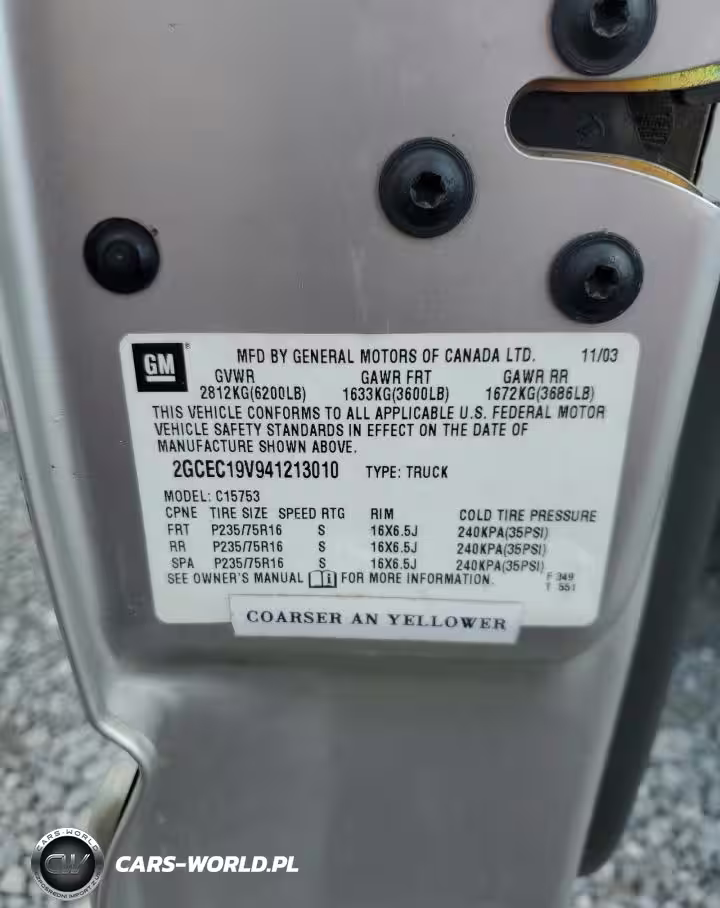 GM
MFD BY GENERAL MOTORS OF CANADA LTD. 11/03
GVWR GAWR FRT GAWR RR
2812KG(6200LB) 1633KG(3600LB) 1672KG(3686LB)
THIS VEHICLE CONFORMS TO ALL APPLICABLE U.S. FEDERAL MOTOR
VEHICLE SAFETY STANDARDS IN EFFECT ON THE DATE OF
MANUFACTURE SHOWN ABOVE.
2GCEC19V941213010 TYPE: TRUCK
MODEL: C15753
CPNE TIRE SIZE SPEED RTG RIM COLD TIRE PRESSURE
FRT P235/75R16 S 16X6.5J 240KPA(35PSI)
RR P235/75R16 S 16X6.5J 240KPA(35PSI)
SPA P235/75R16 S 16X6.5J 240KPA(35PSI)
SEE OWNER'S MANUAL FOR MORE INFORMATION. F 349
T 551
COARSER AN YELLOWER
CARS-WORLD
CW
CARS-WORLD.PL